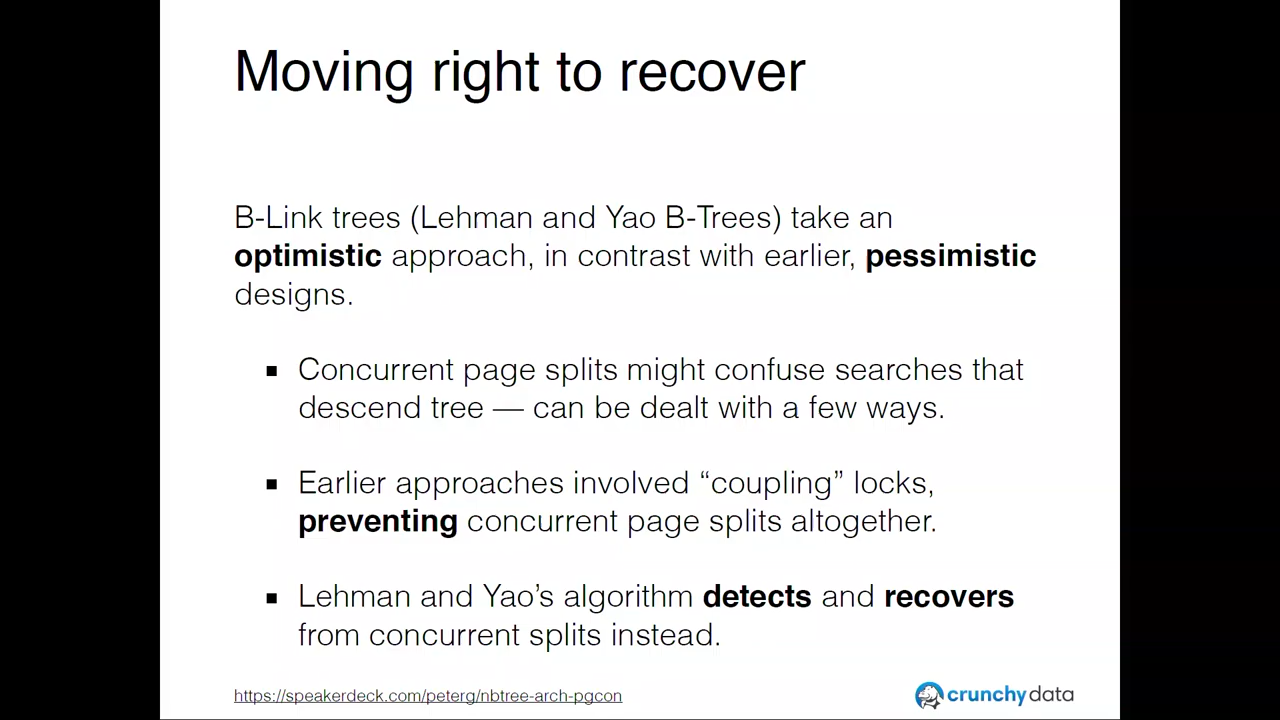 Moving right to recover
B-Link trees (Lehman and Yao B-Trees) take an
optimistic approach, in contrast with earlier, pessimistic
designs.
▪ Concurrent page splits might confuse searches that
descend tree — can be dealt with a few ways.
▪ Earlier approaches involved “coupling” locks,
preventing concurrent page splits altogether.
▪ Lehman and Yao’s algorithm detects and recovers
from concurrent splits instead.
https://speakerdeck.com/peterg/nbtree-arch-pgcon
crunchydata